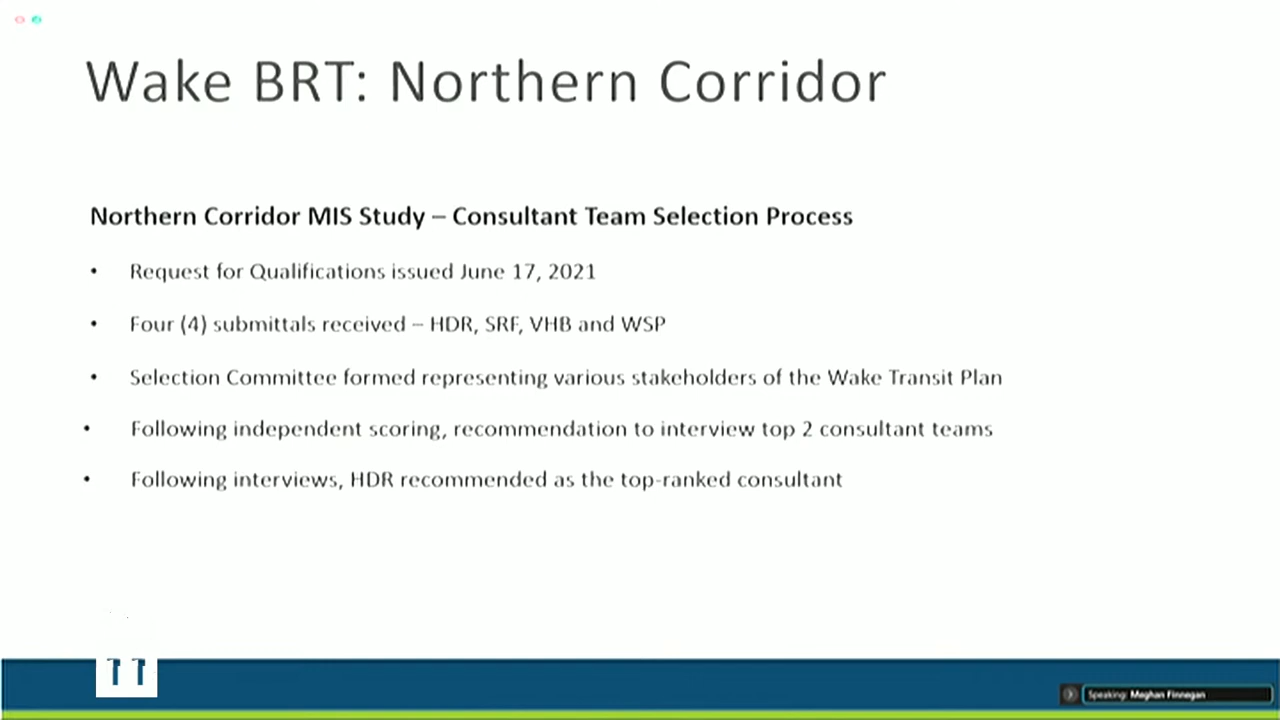 Wake BRT: Northern Corridor
Northern Corridor MIS Study – Consultant Team Selection Process
• Request for Qualifications issued June 17, 2021
• Four (4) submittals received – HDR, SRF, VHB and WSP
• Selection Committee formed representing various stakeholders of the Wake Transit Plan
• Following independent scoring, recommendation to interview top 2 consultant teams
• Following interviews, HDR recommended as the top-ranked consultant
11
Speaking: Meghan Finnegan